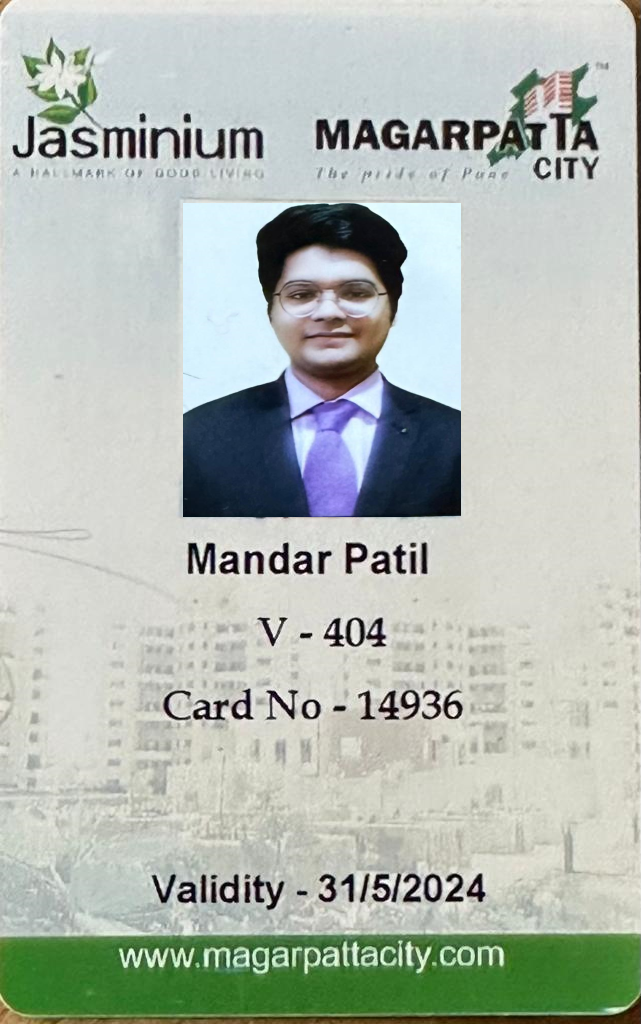 Jasminium
A HALLMARK OF GOOD LIVING
MAGARPATTA
CITY
TM
The pride of Pune
Mandar Patil
V - 404
Card No - 14936
Validity - 31/5/2024
www.magarpattacity.com